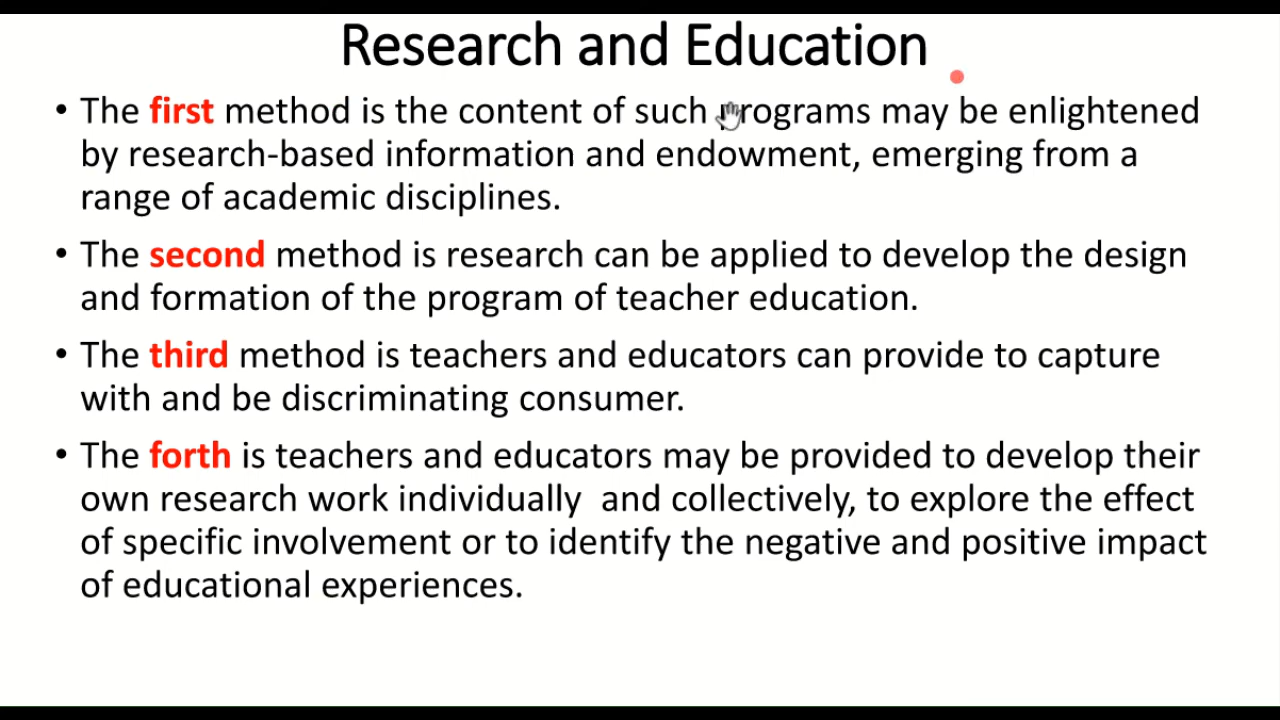 Research and Education
• The first method is the content of such programs may be enlightened
by research-based information and endowment, emerging from a
range of academic disciplines.
• The second method is research can be applied to develop the design
and formation of the program of teacher education.
• The third method is teachers and educators can provide to capture
with and be discriminating consumer.
• The forth is teachers and educators may be provided to develop their
own research work individually  and collectively, to explore the effect
of specific involvement or to identify the negative and positive impact
of educational experiences.